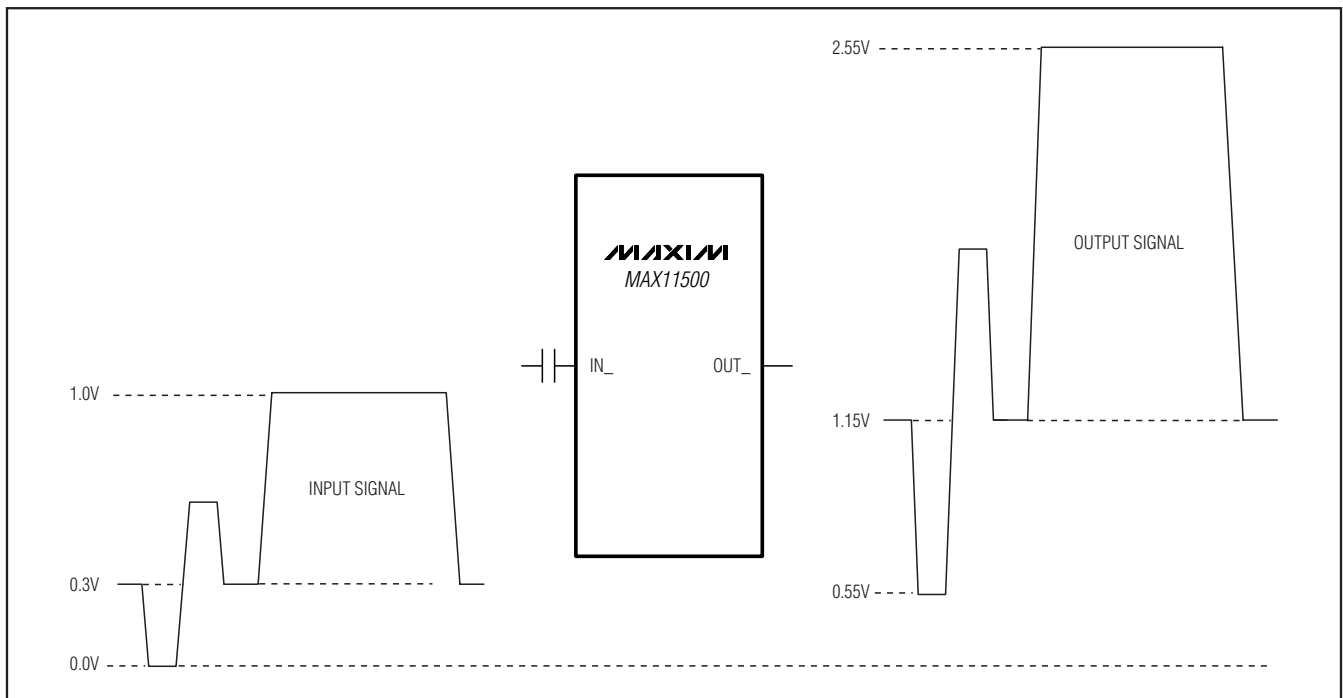 2.55V
MAXIM
MAX11500
OUTPUT SIGNAL
IN_ OUT_
1.0V
1.15V
INPUT SIGNAL
0.3V
0.55V
0.0V